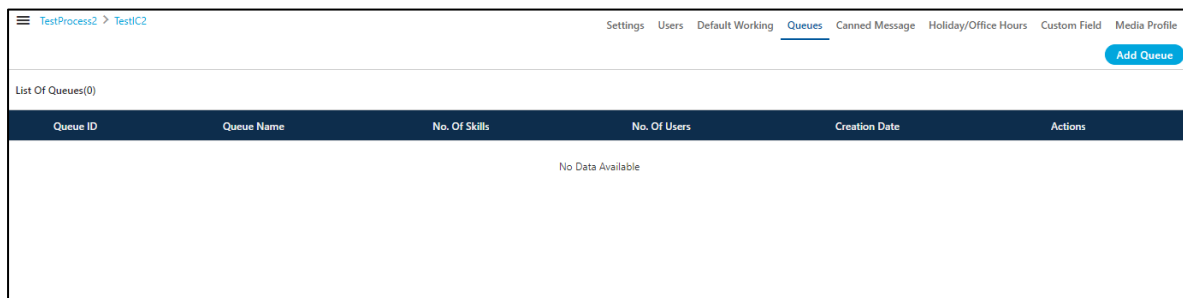 TestProcess2 > TestIC2
Settings Users Default Working Queues Canned Message Holiday/Office Hours Custom Field Media Profile
Add Queue
List Of Queues(0)
Queue ID Queue Name No. Of Skills No. Of Users Creation Date Actions
No Data Available